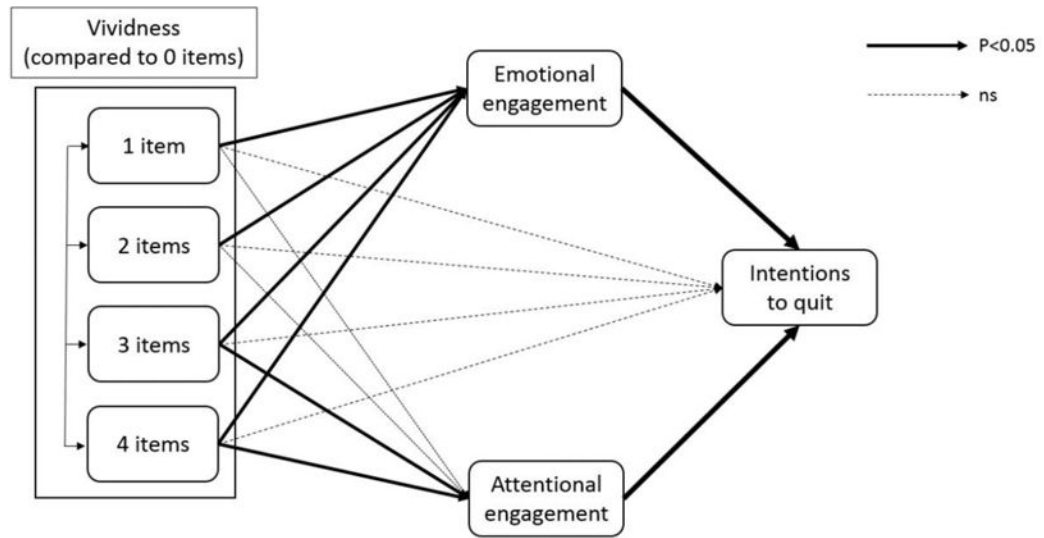 Vividness
(compared to 0 items)
1 item
2 items
3 items
4 items
Emotional
engagement
Attentional
engagement
Intentions
to quit
P<0.05
ns